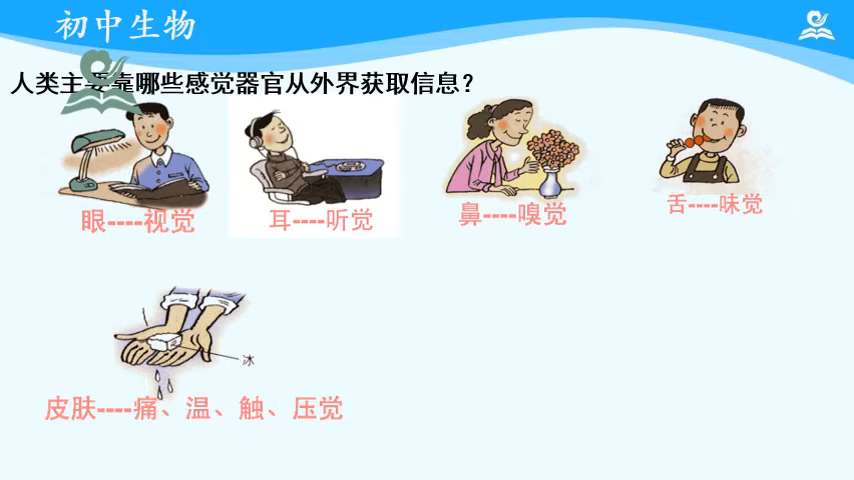 初中生物
人类主要靠哪些感觉器官从外界获取信息？
眼----视觉
耳----听觉
鼻----嗅觉
舌----味觉
冰
皮肤----痛、温、触、压觉